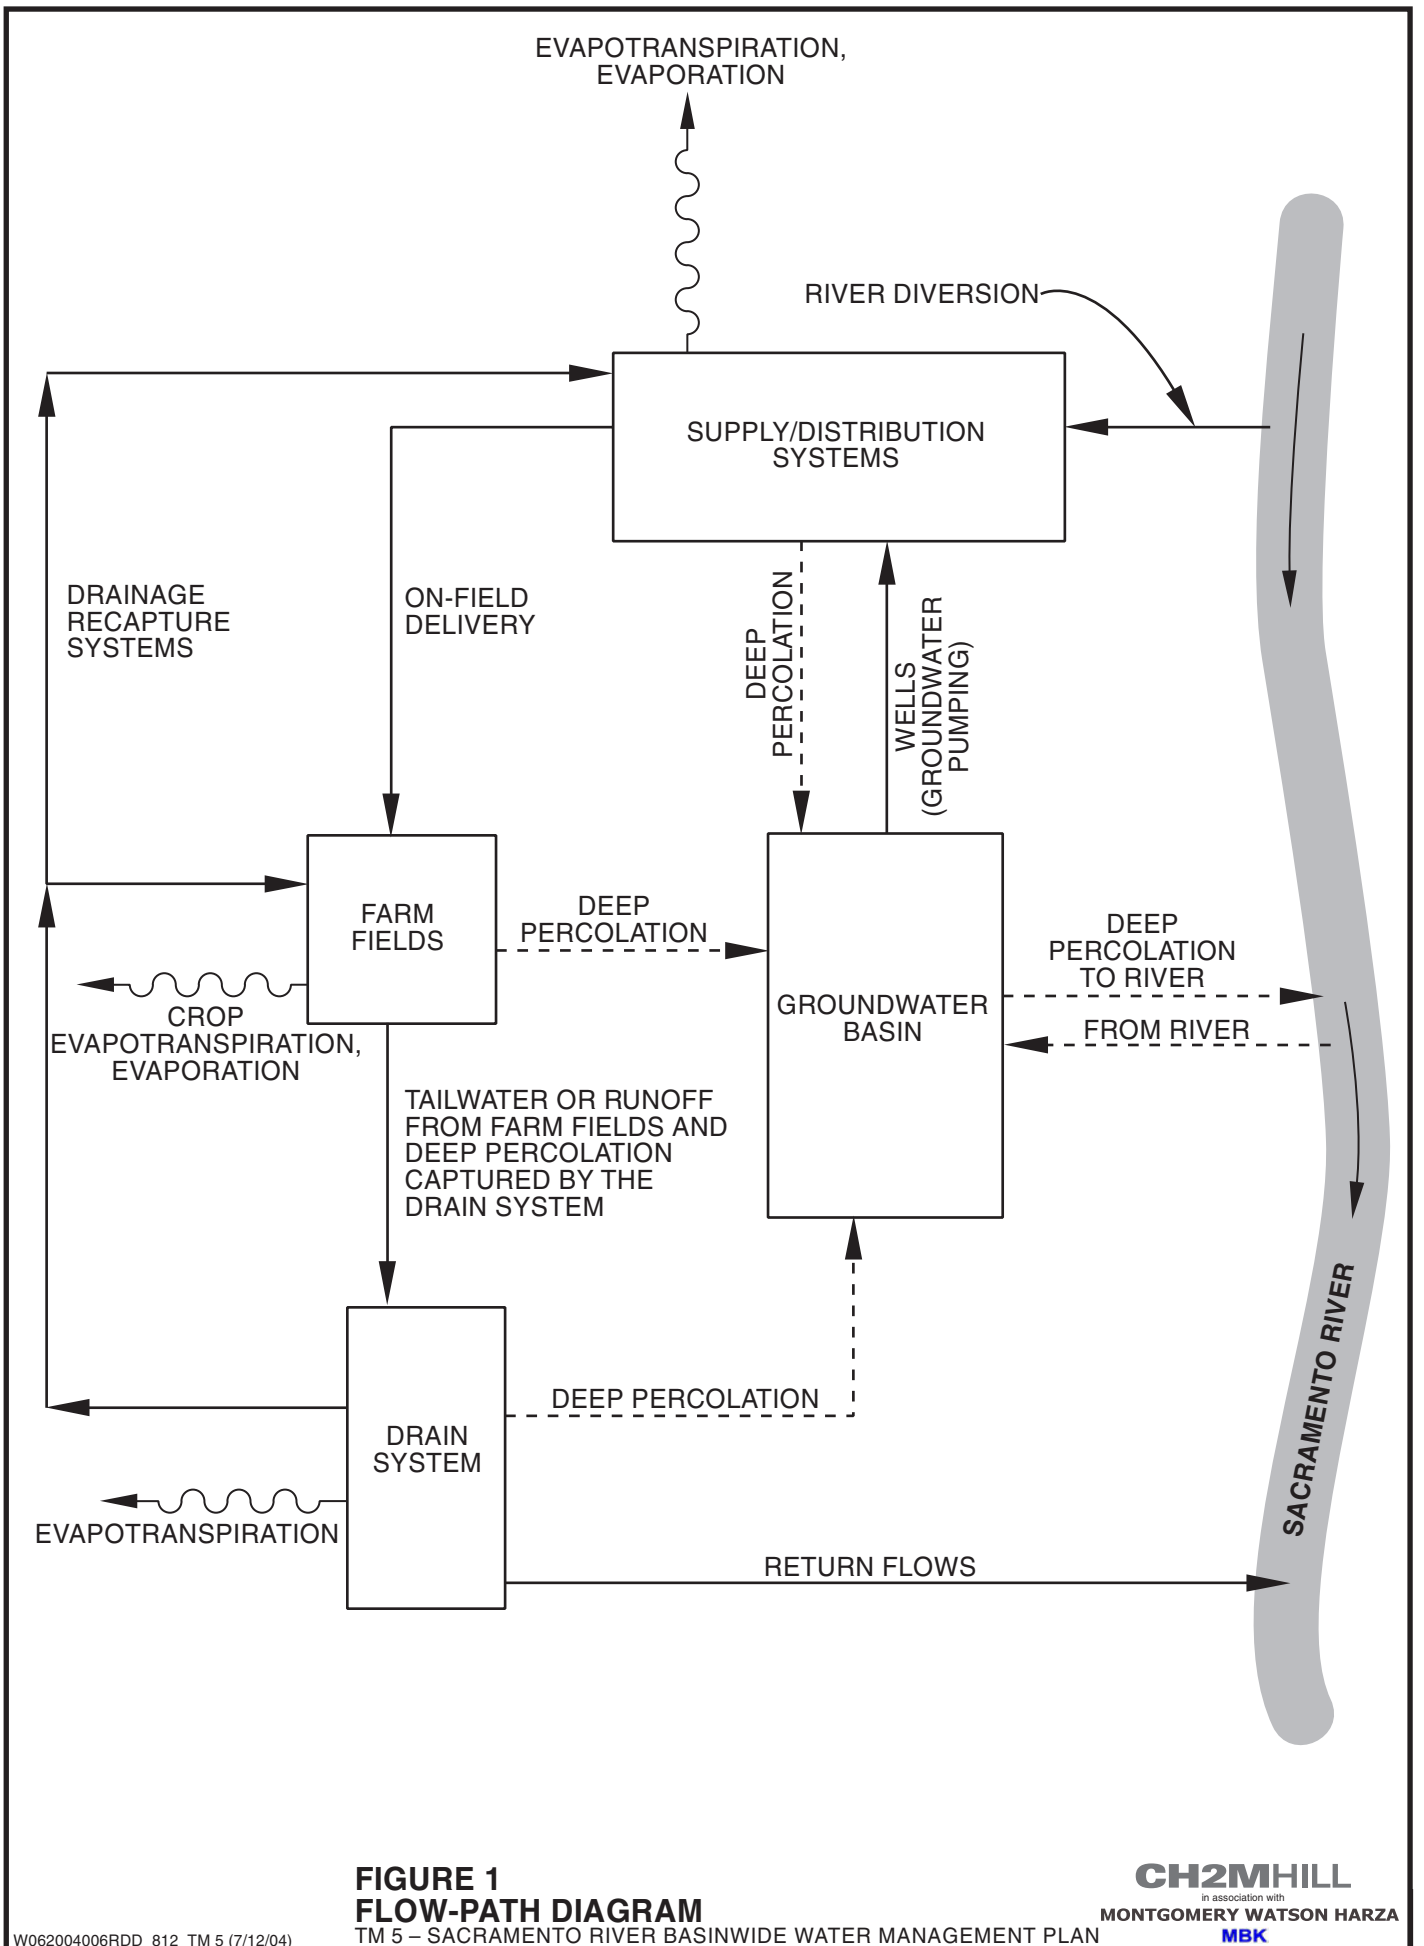 EVAPOTRANSPIRATION,
EVAPORATION
RIVER DIVERSION
SUPPLY/DISTRIBUTION
SYSTEMS
DRAINAGE
RECAPTURE
SYSTEMS
ON-FIELD
DELIVERY
DEEP
PERCOLATION
WELLS
(GROUNDWATER
PUMPING)
FARM
FIELDS
DEEP
PERCOLATION
GROUNDWATER
BASIN
DEEP
PERCOLATION
TO RIVER
FROM RIVER
CROP
EVAPOTRANSPIRATION,
EVAPORATION
TAILWATER OR RUNOFF
FROM FARM FIELDS AND
DEEP PERCOLATION
CAPTURED BY THE
DRAIN SYSTEM
DEEP PERCOLATION
DRAIN
SYSTEM
EVAPOTRANSPIRATION
RETURN FLOWS
SACRAMENTO RIVER
FIGURE 1
FLOW-PATH DIAGRAM
TM 5 – SACRAMENTO RIVER BASINWIDE WATER MANAGEMENT PLAN
W062004006RDD_812_TM 5 (7/12/04)
CH2MHILL
in association with
MONTGOMERY WATSON HARZA
MBK